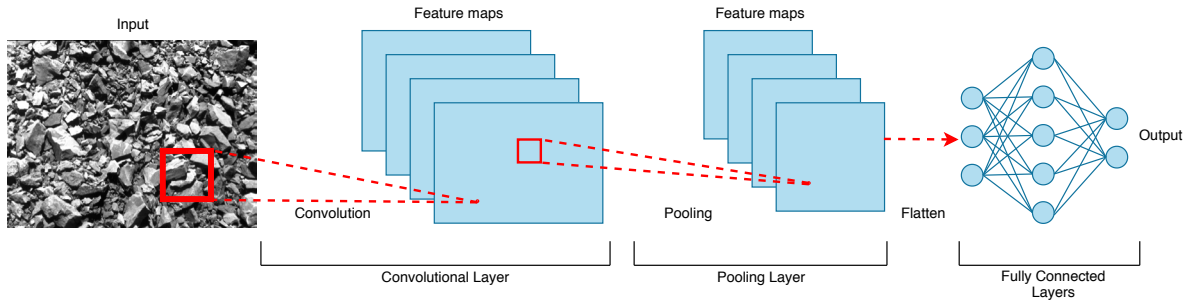 Input
Feature maps
Feature maps
Convolution
Pooling
Flatten
Output
Convolutional Layer
Pooling Layer
Fully Connected
Layers